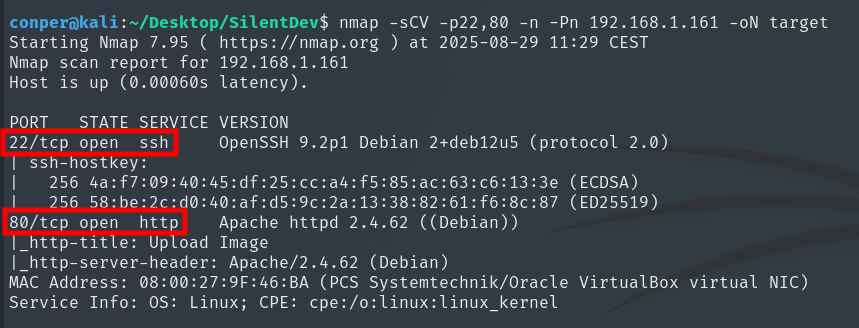 conper@kali:~/Desktop/SilentDev$ nmap -sCV -p22,80 -n -Pn 192.168.1.161 -oN target
Starting Nmap 7.95 ( https://nmap.org ) at 2025-08-29 11:29 CEST
Nmap scan report for 192.168.1.161
Host is up (0.00060s latency).

PORT   STATE SERVICE VERSION
22/tcp open  ssh     OpenSSH 9.2p1 Debian 2+deb12u5 (protocol 2.0)
| ssh-hostkey:
|   256 4a:f7:09:40:45:df:25:cc:a4:f5:85:ac:63:c6:13:3e (ECDSA)
|_  256 58:be:2c:d0:40:af:d5:9c:2a:13:38:82:61:f6:8c:87 (ED25519)
80/tcp open  http    Apache httpd 2.4.62 ((Debian))
|_http-title: Upload Image
|_http-server-header: Apache/2.4.62 (Debian)
MAC Address: 08:00:27:9F:46:BA (PCS Systemtechnik/Oracle VirtualBox virtual NIC)
Service Info: OS: Linux; CPE: cpe:/o:linux:linux_kernel